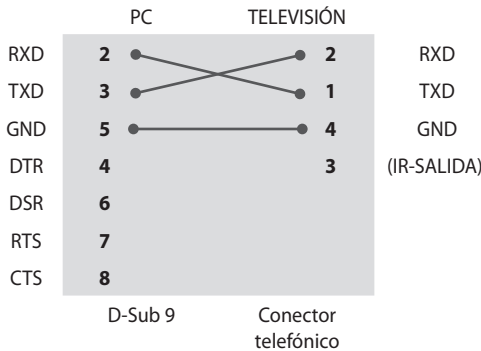 PC TELEVISIÓN
RXD 2 2 RXD
TXD 3 1 TXD
GND 5 4 GND
DTR 4 3 (IR-SALIDA)
DSR 6
RTS 7
CTS 8
D-Sub 9 Conector
telefónico